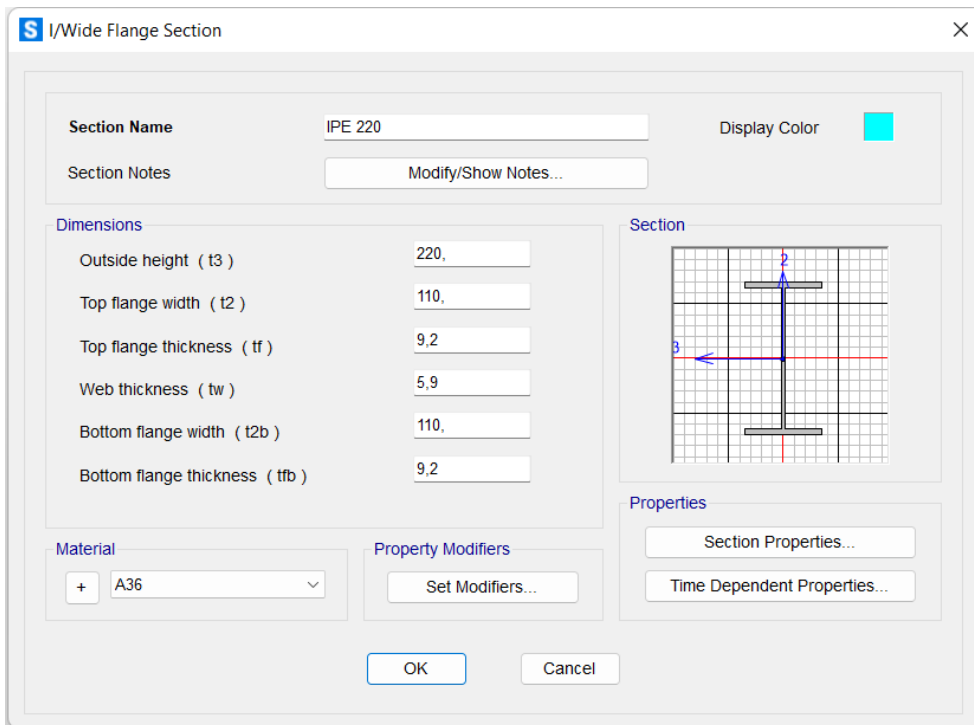 S I/Wide Flange Section
Section Name IPE 220 Display Color
Section Notes Modify/Show Notes...
Dimensions
Outside height ( t3 ) 220,
Top flange width ( t2 ) 110,
Top flange thickness ( tf ) 9,2
Web thickness ( tw ) 5,9
Bottom flange width ( t2b ) 110,
Bottom flange thickness ( tfb ) 9,2
Section
2
3
Material
+ A36
Property Modifiers
Set Modifiers...
Properties
Section Properties...
Time Dependent Properties...
OK Cancel